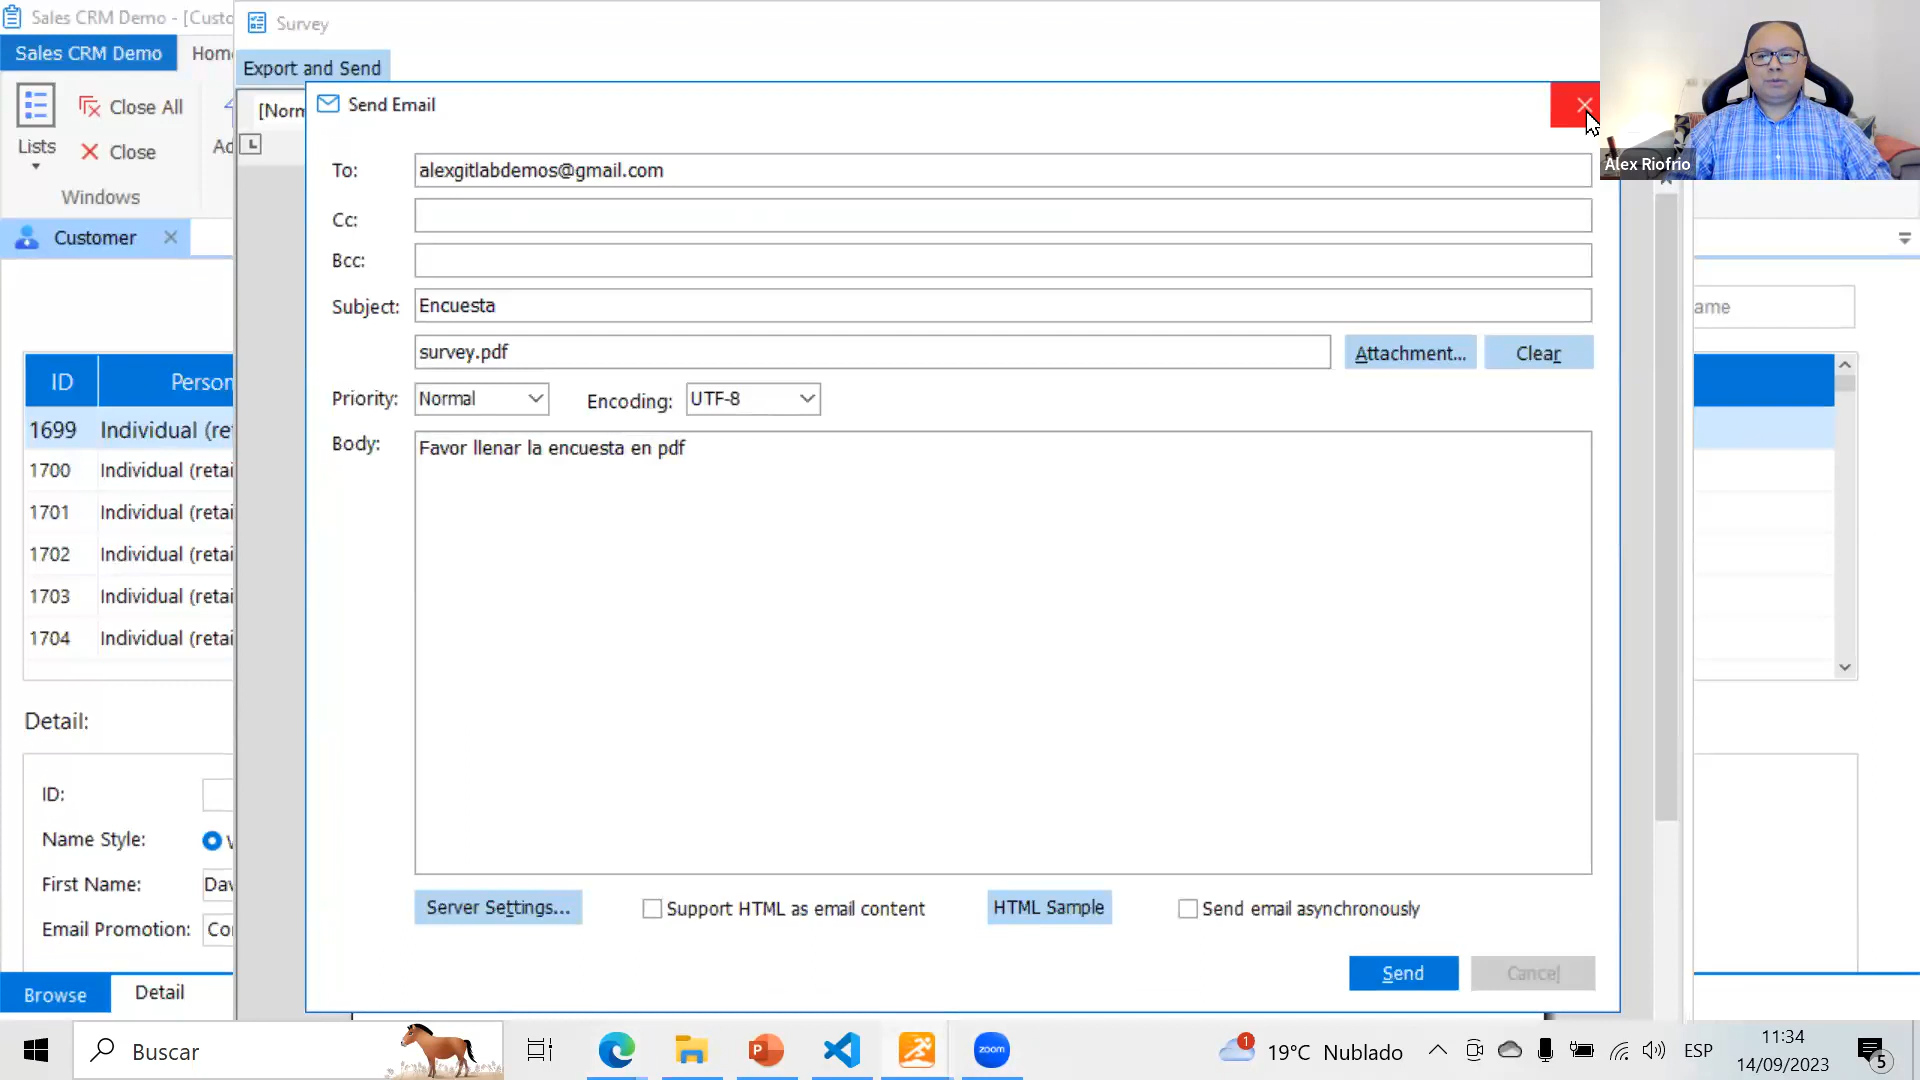 Sales CRM Demo - [Custo
Survey
Sales CRM Demo
Hom
Export and Send
Lists
Close All
Close
Ad
Windows
[Norm
Send Email
Alex Riofrio
To:
alexgitlabdemos@gmail.com
Cc:
Bcc:
Subject:
Encuesta
survey.pdf
Attachment...
Clear
Priority:
Normal
Encoding:
UTF-8
Body:
Favor llenar la encuesta en pdf
Server Settings...
Support HTML as email content
HTML Sample
Send email asynchronously
Send
Cancel
Customer
ame
ID
Person
1699
Individual (re
1700
Individual (retai
1701
Individual (retai
1702
Individual (retai
1703
Individual (retai
1704
Individual (retai
Detail:
ID:
Name Style:
First Name:
Dav
Email Promotion:
Co
Browse
Detail
Buscar
zoom
1
19°C Nublado
ESP
11:34
14/09/2023
5